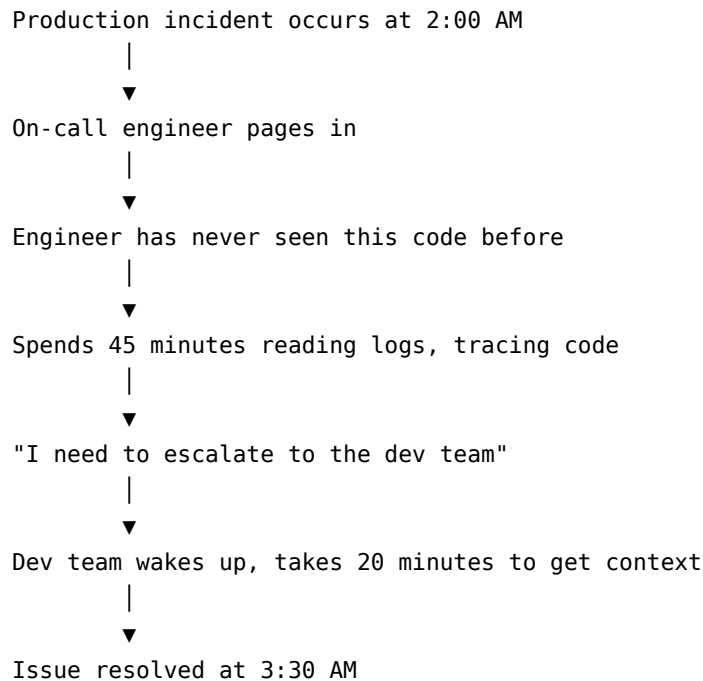 Production incident occurs at 2:00 AM
│
▼
On-call engineer pages in
│
▼
Engineer has never seen this code before
│
▼
Spends 45 minutes reading logs, tracing code
│
▼
"I need to escalate to the dev team"
│
▼
Dev team wakes up, takes 20 minutes to get context
│
▼
Issue resolved at 3:30 AM